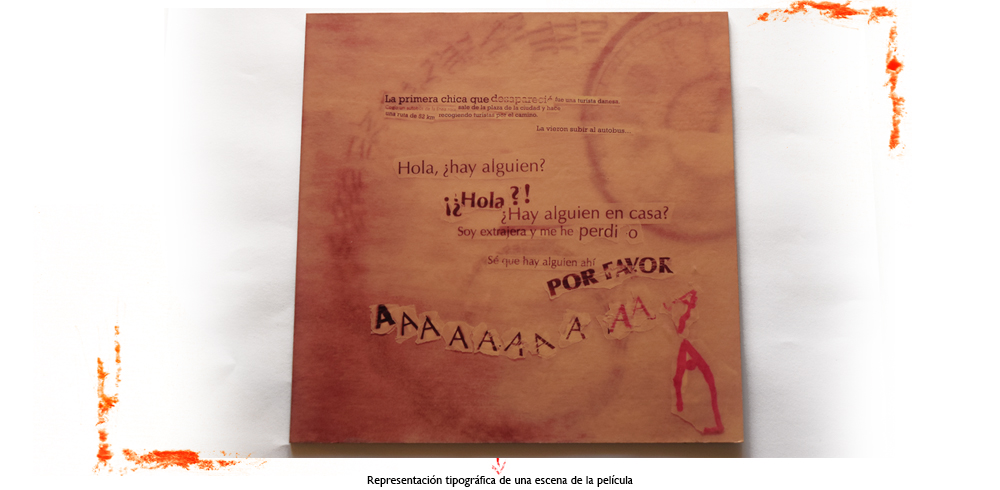 La primera chica que desapareció fue una turista danesa.
sale de la plaza de la ciudad y hace
una ruta de 82 km recogiendo turistas por el camino.
La vieron subir al autobus...
Hola, ¿hay alguien?
¡¿Hola?!
¿Hay alguien en casa?
Soy extrajera y me he perdi o
Sé que hay alguien ahí
POR FAVOR
AAAAAAAAAAAA
Representación tipográfica de una escena de la película